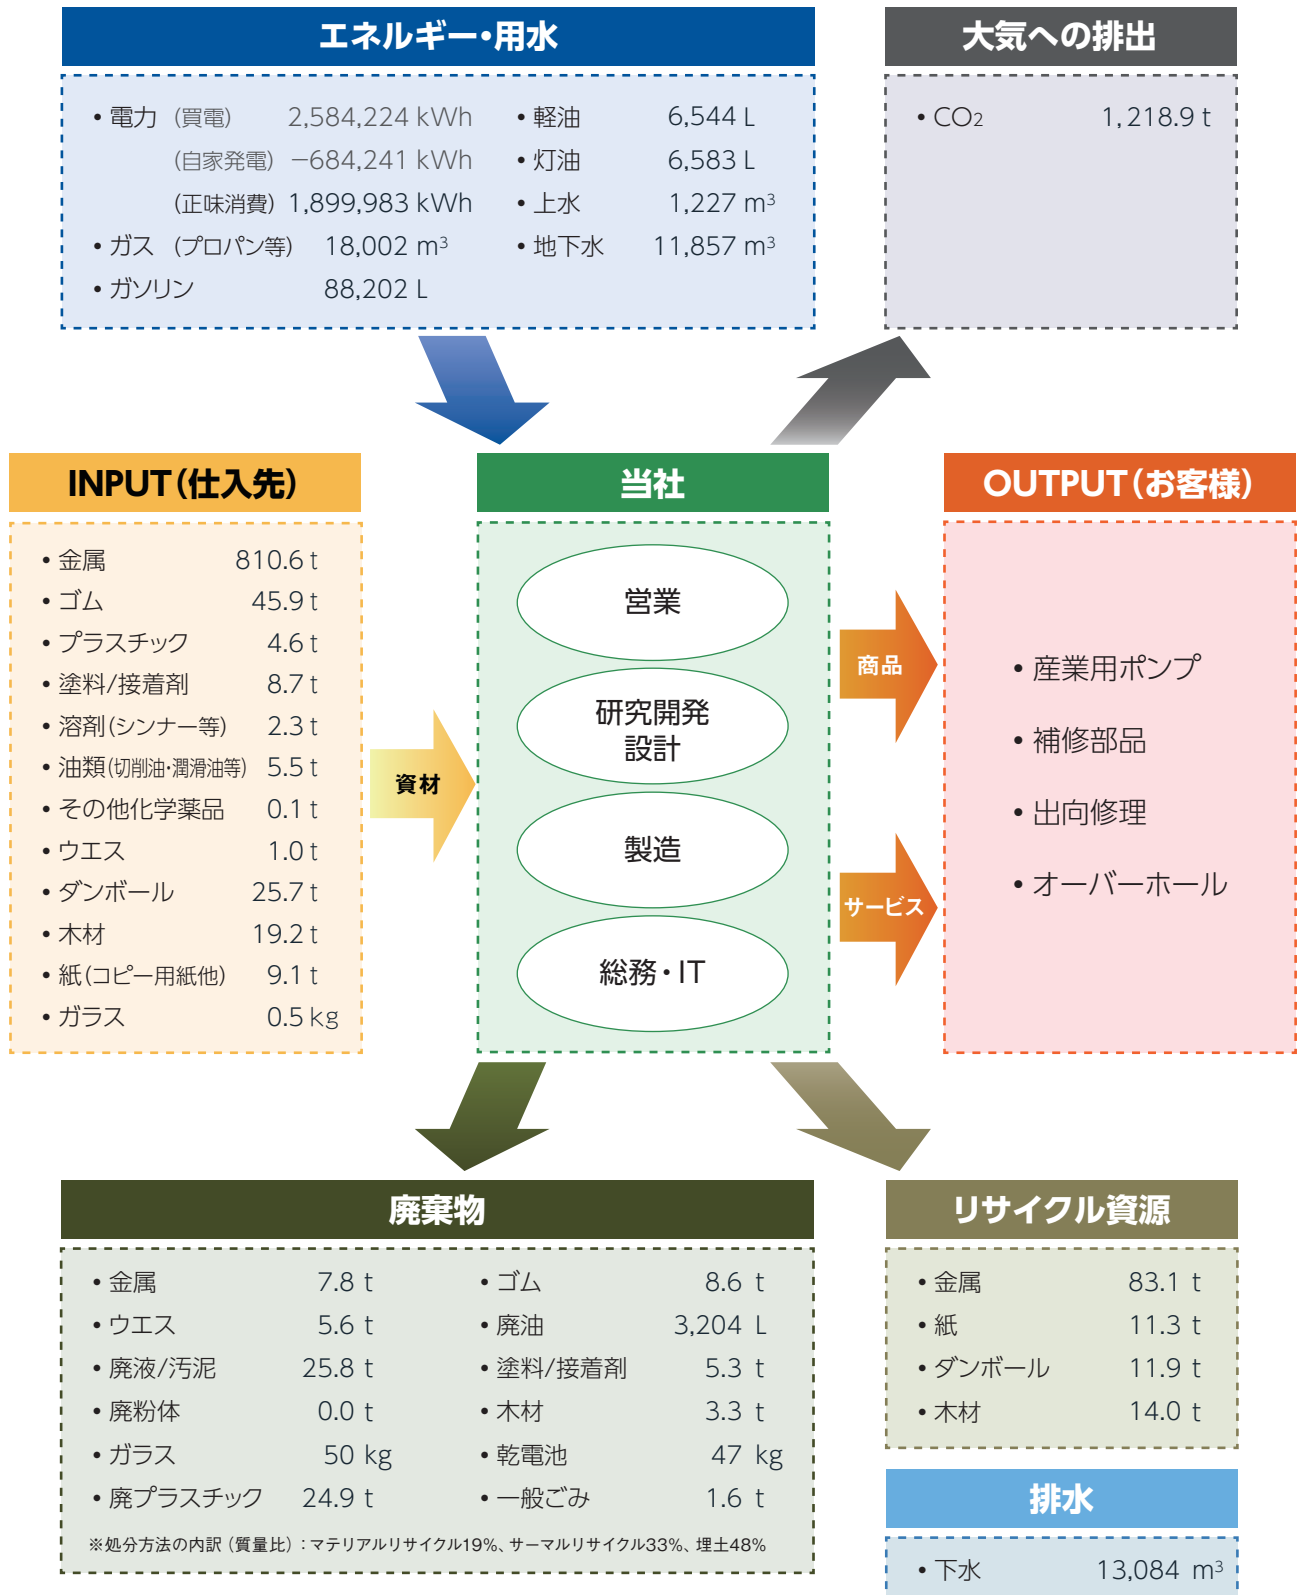 エネルギー・用水
• 電力 (買電) 2,584,224 kWh
(自家発電) −684,241 kWh
(正味消費) 1,899,983 kWh
• ガス (プロパン等) 18,002 m³
• ガソリン 88,202 L
• 軽油 6,544 L
• 灯油 6,583 L
• 上水 1,227 m³
• 地下水 11,857 m³
大気への排出
• CO₂ 1,218.9 t
INPUT(仕入先)
• 金属 810.6 t
• ゴム 45.9 t
• プラスチック 4.6 t
• 塗料/接着剤 8.7 t
• 溶剤(シンナー等) 2.3 t
• 油類(切削油・潤滑油等) 5.5 t
• その他化学薬品 0.1 t
• ウエス 1.0 t
• ダンボール 25.7 t
• 木材 19.2 t
• 紙(コピー用紙他) 9.1 t
• ガラス 0.5 kg
資材
当社
営業
研究開発
設計
製造
総務・IT
商品
サービス
OUTPUT(お客様)
• 産業用ポンプ
• 補修部品
• 出向修理
• オーバーホール
廃棄物
• 金属 7.8 t
• ウエス 5.6 t
• 廃液/汚泥 25.8 t
• 廃粉体 0.0 t
• ガラス 50 kg
• 廃プラスチック 24.9 t
• ゴム 8.6 t
• 廃油 3,204 L
• 塗料/接着剤 5.3 t
• 木材 3.3 t
• 乾電池 47 kg
• 一般ごみ 1.6 t
※処分方法の内訳（質量比）：マテリアルリサイクル19%、サーマルリサイクル33%、埋土48%
リサイクル資源
• 金属 83.1 t
• 紙 11.3 t
• ダンボール 11.9 t
• 木材 14.0 t
排水
• 下水 13,084 m³